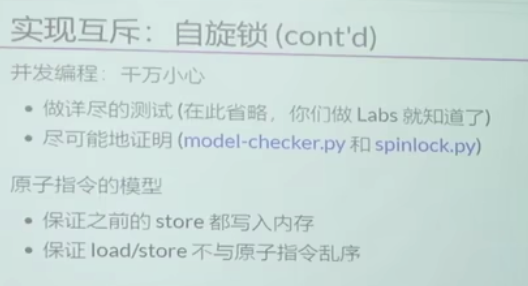 实现互斥：自旋锁 (cont'd)
并发编程：千万小心
• 做详尽的测试 (在此省略，你们做 Labs 就知道了)
• 尽可能地证明 (model-checker.py 和 spinlock.py)
原子指令的模型
• 保证之前的 store 都写入内存
• 保证 load/store 不与原子指令乱序